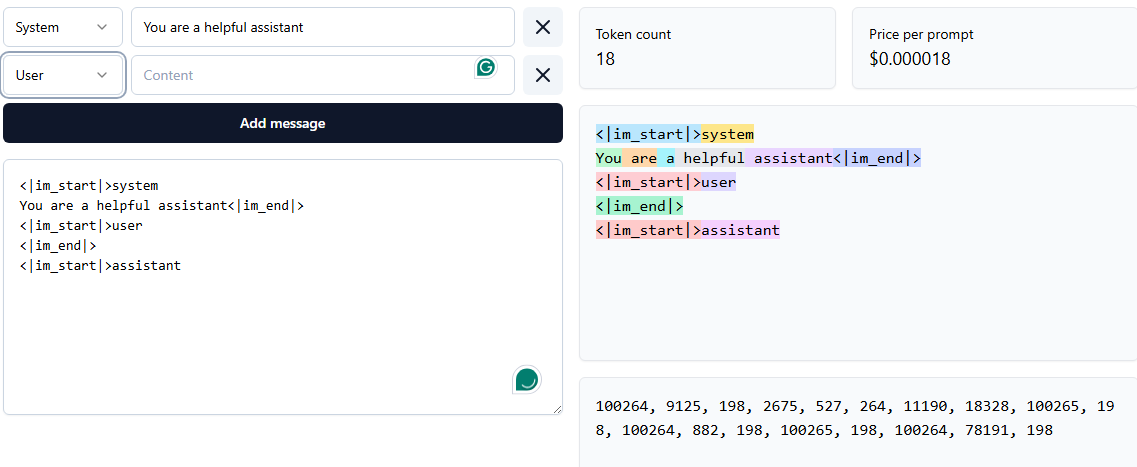 System
You are a helpful assistant
User
Content
Add message
<|im_start|>system
You are a helpful assistant<|im_end|>
<|im_start|>user
<|im_end|>
<|im_start|>assistant
Token count
18
Price per prompt
$0.000018
<|im_start|>system
You are a helpful assistant<|im_end|>
<|im_start|>user
<|im_end|>
<|im_start|>assistant
100264, 9125, 198, 2675, 527, 264, 11190, 18328, 100265, 19
8, 100264, 882, 198, 100265, 198, 100264, 78191, 198